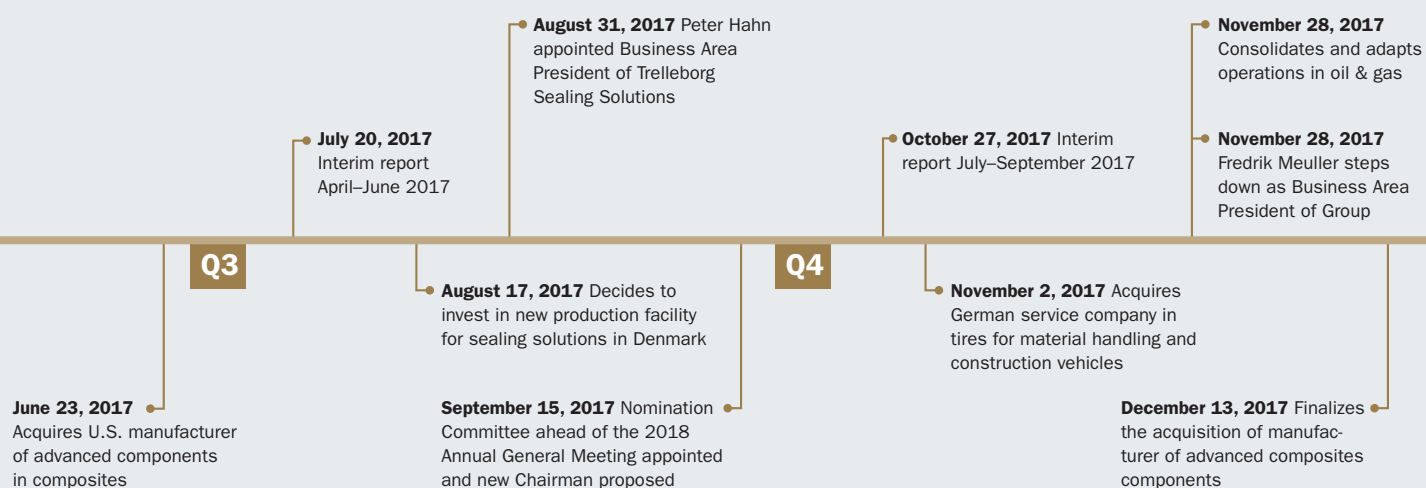 August 31, 2017 Peter Hahn
appointed Business Area
President of Trelleborg
Sealing Solutions
November 28, 2017
Consolidates and adapts
operations in oil & gas
July 20, 2017
Interim report
April–June 2017
October 27, 2017 Interim
report July–September 2017
November 28, 2017
Fredrik Meuller steps
down as Business Area
President of Group
Q3
Q4
August 17, 2017 Decides to
invest in new production facility
for sealing solutions in Denmark
November 2, 2017 Acquires
German service company in
tires for material handling and
construction vehicles
June 23, 2017
Acquires U.S. manufacturer
of advanced components
in composites
September 15, 2017 Nomination
Committee ahead of the 2018
Annual General Meeting appointed
and new Chairman proposed
December 13, 2017 Finalizes
the acquisition of manufac-
turer of advanced composites
components